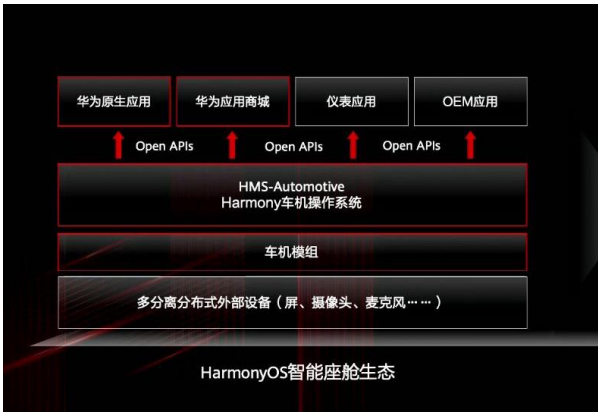 华为原生应用
华为应用商城
仪表应用
OEM应用
Open APIs
Open APIs
Open APIs
HMS-Automotive
Harmony车机操作系统
车机模组
多分离分布式外部设备（屏、摄像头、麦克风……）
HarmonyOS智能座舱生态